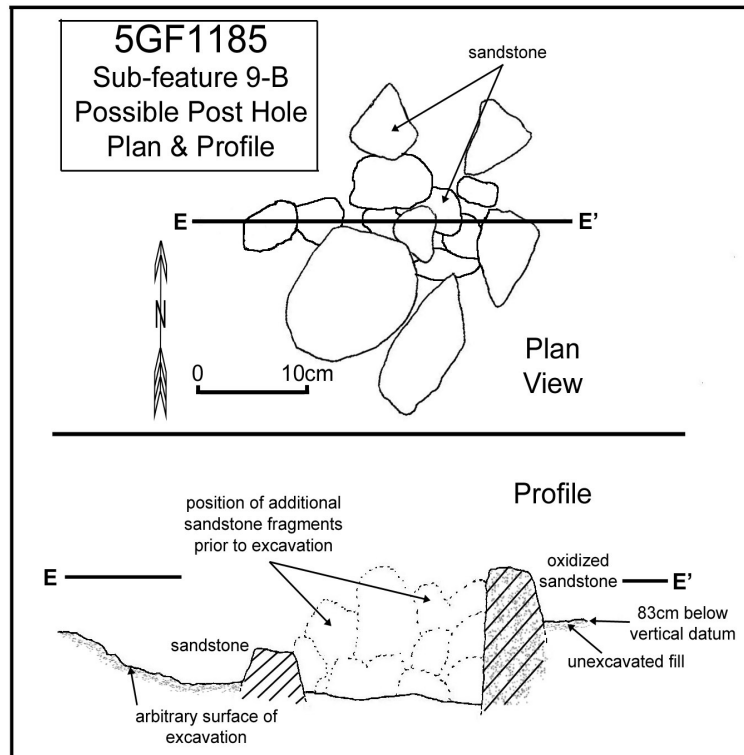 5GF1185
Sub-feature 9-B
Possible Post Hole
Plan & Profile
sandstone
E
E'
N
0
10cm
Plan
View
Profile
position of additional
sandstone fragments
prior to excavation
E
oxidized
sandstone
E'
83cm below
vertical datum
sandstone
unexcavated fill
arbitrary surface of
excavation